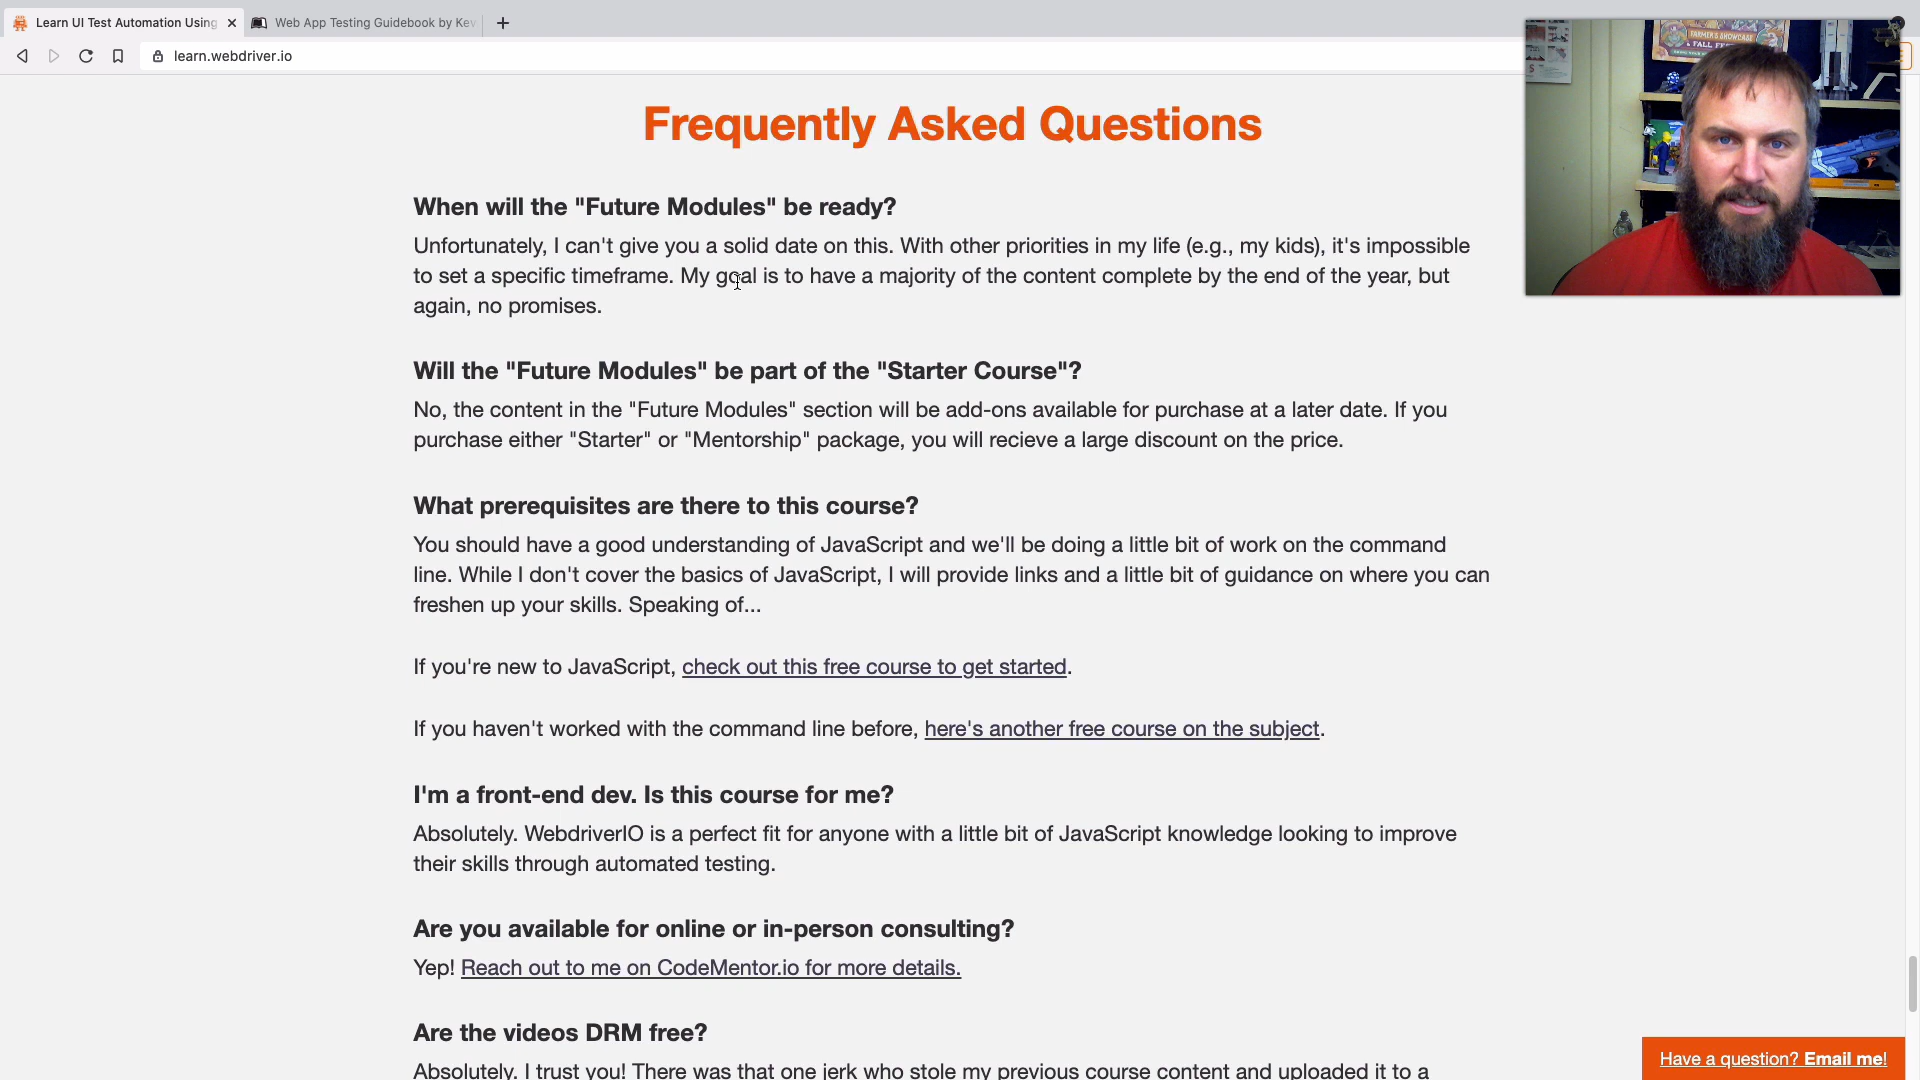 Learn UI Test Automation Using
Web App Testing Guidebook by Kev
learn.webdriver.io
Frequently Asked Questions
When will the "Future Modules" be ready?
Unfortunately, I can't give you a solid date on this. With other priorities in my life (e.g., my kids), it's impossible
to set a specific timeframe. My goal is to have a majority of the content complete by the end of the year, but
again, no promises.
Will the "Future Modules" be part of the "Starter Course"?
No, the content in the "Future Modules" section will be add-ons available for purchase at a later date. If you
purchase either "Starter" or "Mentorship" package, you will recieve a large discount on the price.
What prerequisites are there to this course?
You should have a good understanding of JavaScript and we'll be doing a little bit of work on the command
line. While I don't cover the basics of JavaScript, I will provide links and a little bit of guidance on where you can
freshen up your skills. Speaking of...
If you're new to JavaScript, check out this free course to get started.
If you haven't worked with the command line before, here's another free course on the subject.
I'm a front-end dev. Is this course for me?
Absolutely. WebdriverIO is a perfect fit for anyone with a little bit of JavaScript knowledge looking to improve
their skills through automated testing.
Are you available for online or in-person consulting?
Yep! Reach out to me on CodeMentor.io for more details.
Are the videos DRM free?
Absolutely. I trust you! There was that one jerk who stole my previous course content and uploaded it to a
Have a question? Email me!
FARMER'S SHOWCASE